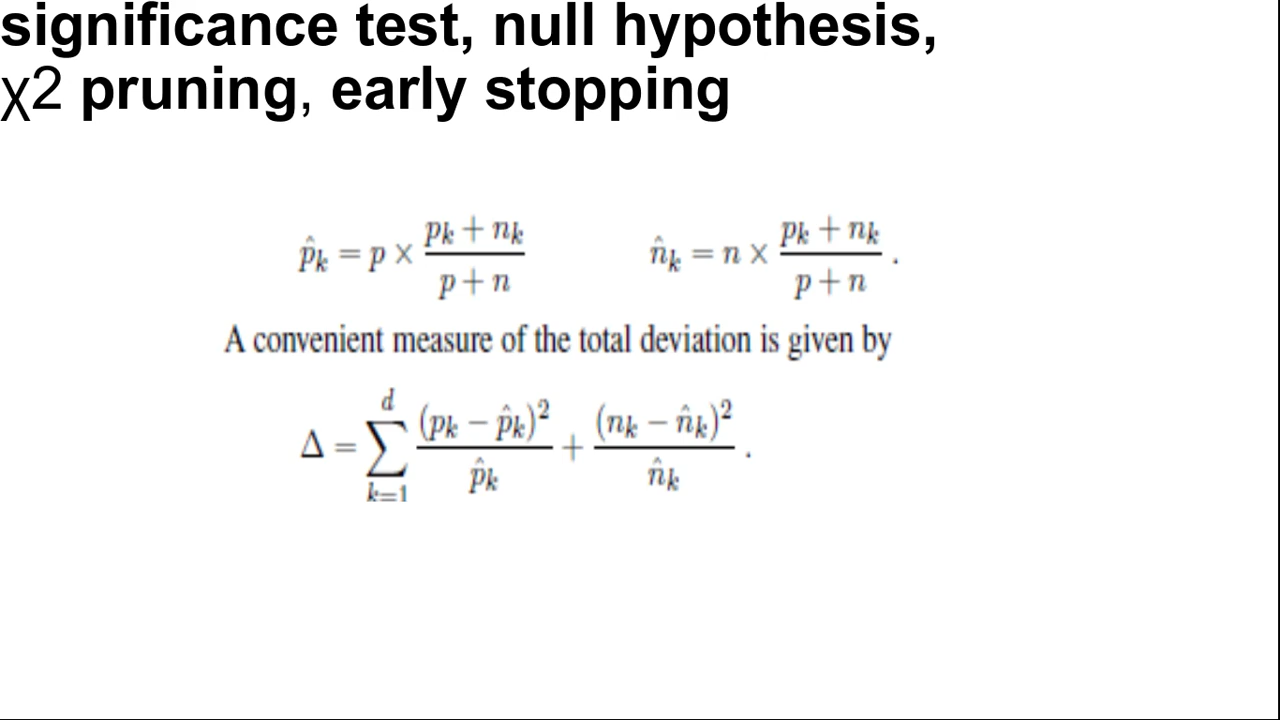 significance test, null hypothesis,
χ2 pruning, early stopping
p̂ₖ = p × (pₖ + nₖ)/(p + n)    n̂ₖ = n × (pₖ + nₖ)/(p + n) .
A convenient measure of the total deviation is given by
Δ = ∑_{k=1}^{d} (pₖ − p̂ₖ)²/p̂ₖ + (nₖ − n̂ₖ)²/n̂ₖ .